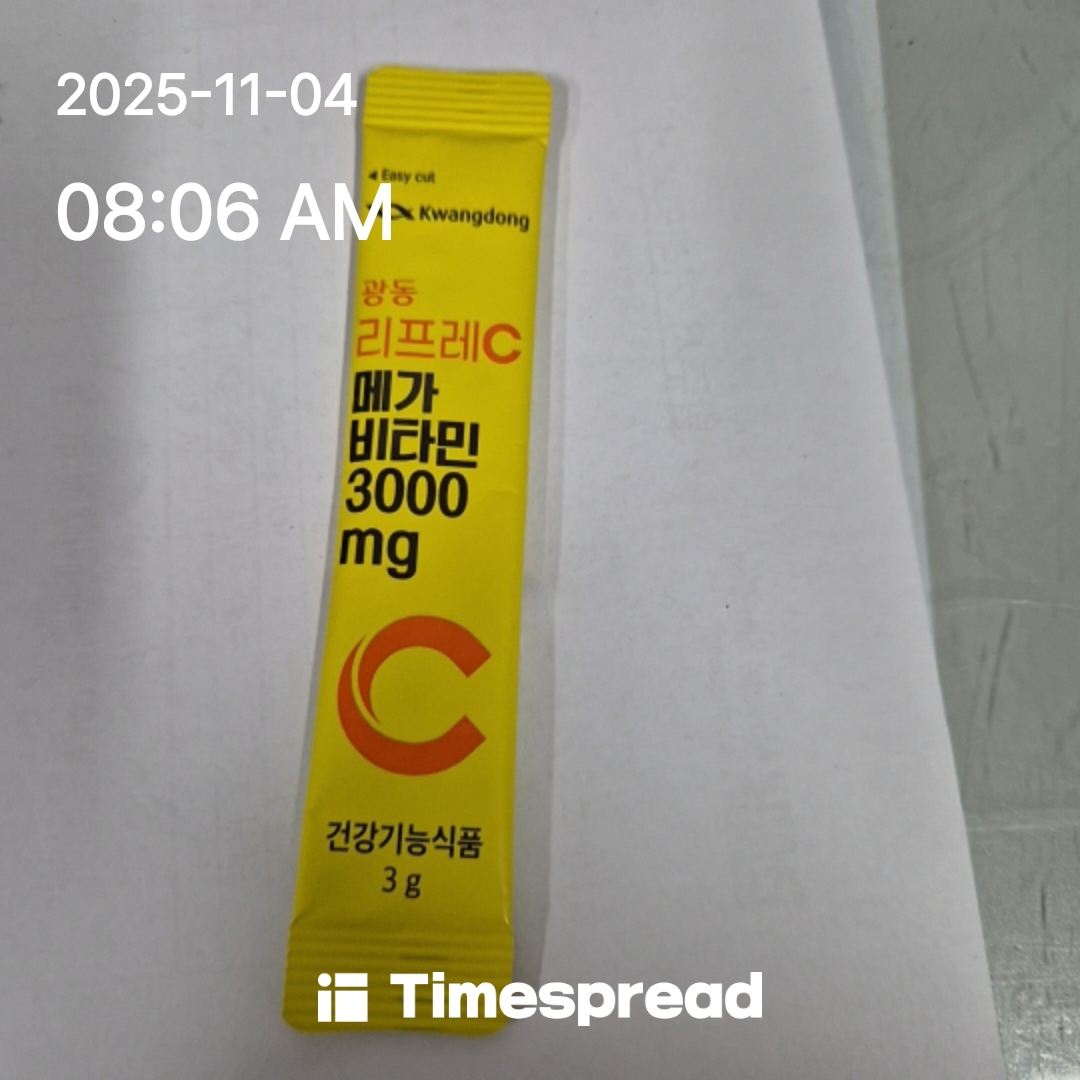 2025-11-04
08:06 AM
Easy cut
Kwangdong
광동
리프레C
메가
비타민
3000
mg
C
건강기능식품
3 g
Timespread